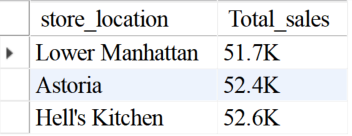 store_location Total_sales
Lower Manhattan 51.7K
Astoria 52.4K
Hell's Kitchen 52.6K